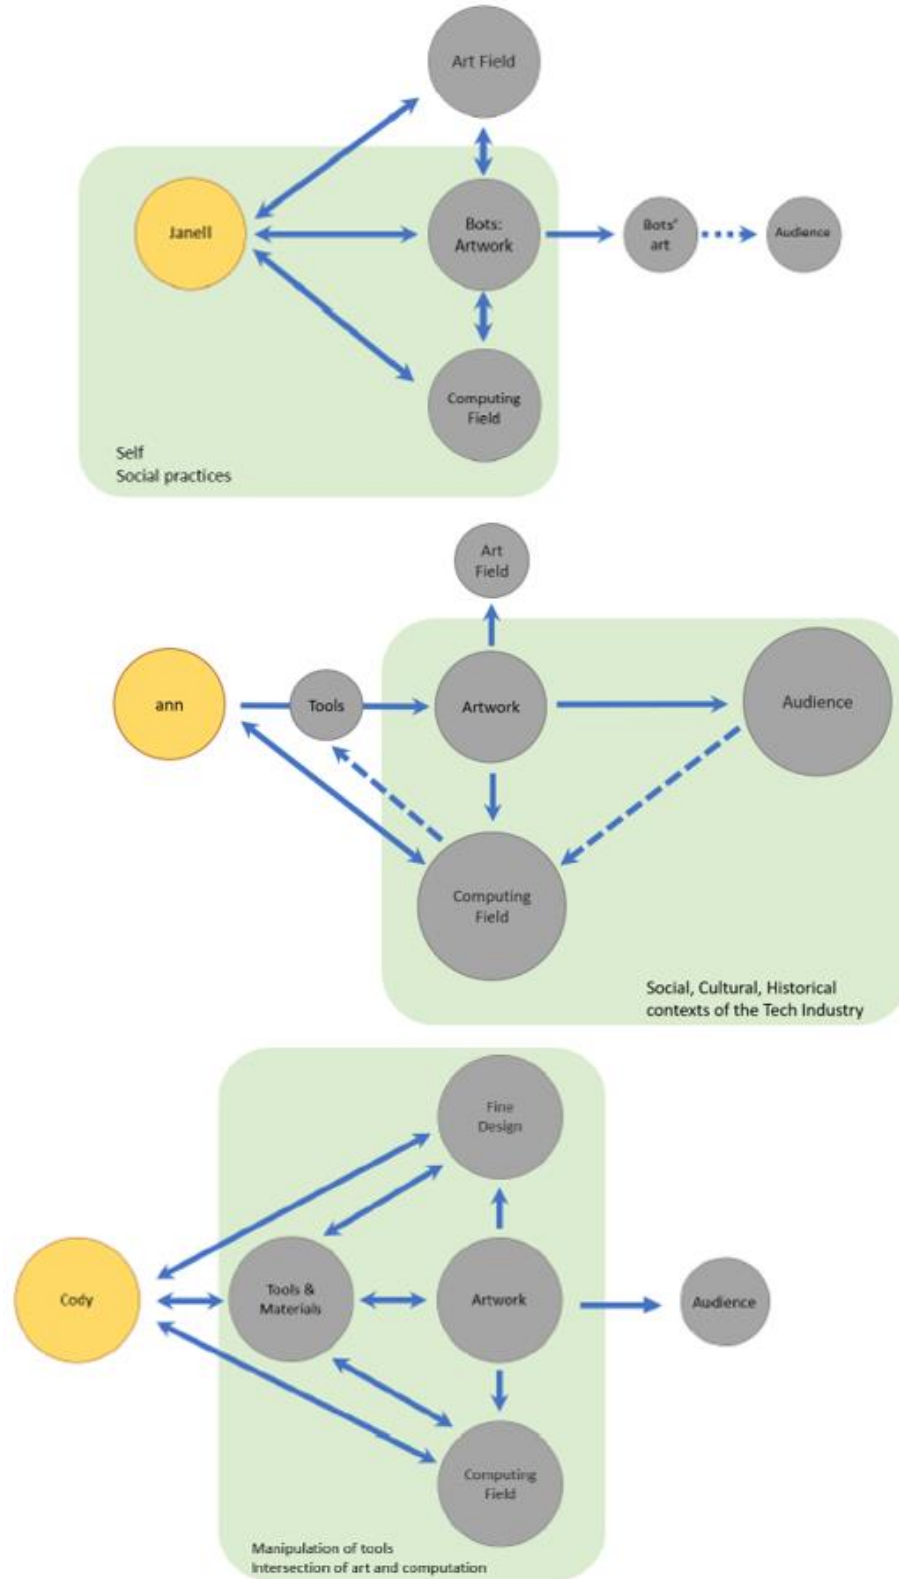 Art Field
Janell
Bots:
Artwork
Bots'
art
Audience
Computing
Field
Self
Social practices
Art
Field
ann
Tools
Artwork
Audience
Computing
Field
Social, Cultural, Historical
contexts of the Tech Industry
Fine
Design
Cody
Tools &
Materials
Artwork
Audience
Computing
Field
Manipulation of tools
Intersection of art and computation